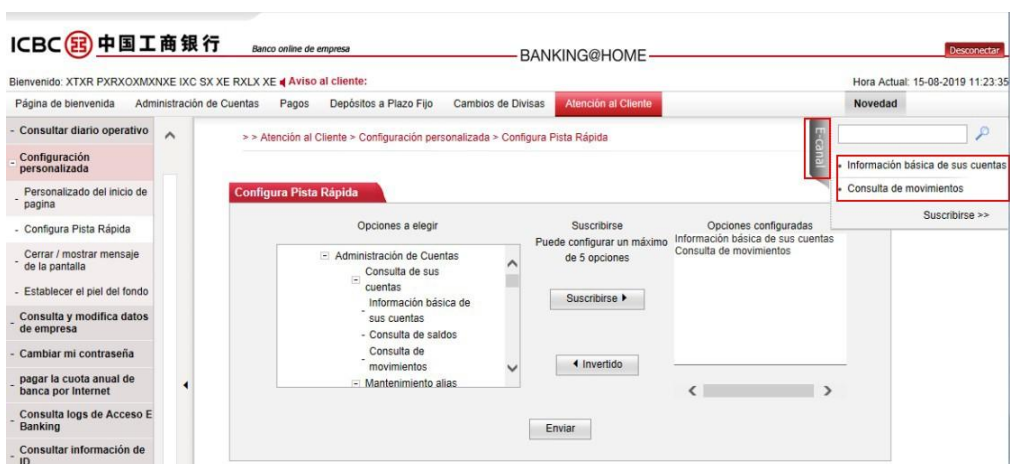 ICBC 中国工商银行 Banco online de empresa
BANKING@HOME
Desconectar
Bienvenido: XTXR PXRXOXMXNXE IXC SX XE RXLX XE Aviso al cliente:
Hora Actual: 15-08-2019 11:23:35
Página de bienvenida Administración de Cuentas Pagos Depósitos a Plazo Fijo Cambios de Divisas Atención al Cliente
Novedad
- Consultar diario operativo
- Configuración
personalizada
- Personalizado del inicio de
pagina
- Configura Pista Rápida
- Cerrar / mostrar mensaje
de la pantalla
- Establecer el piel del fondo
- Consulta y modifica datos
de empresa
- Cambiar mi contraseña
- pagar la cuota anual de
banca por Internet
- Consulta logs de Acceso E
Banking
- Consultar información de
ID
> > Atención al Cliente > Configuración personalizada > Configura Pista Rápida
Configura Pista Rápida
Opciones a elegir
Administración de Cuentas
Consulta de sus
cuentas
Información básica de
- sus cuentas
- Consulta de saldos
Consulta de
- movimientos
Mantenimiento alias
Suscribirse
Puede configurar un máximo
de 5 opciones
Suscribirse
Invertido
Opciones configuradas
Información básica de sus cuentas
Consulta de movimientos
Enviar
E-canal
Información básica de sus cuentas
Consulta de movimientos
Suscribirse >>